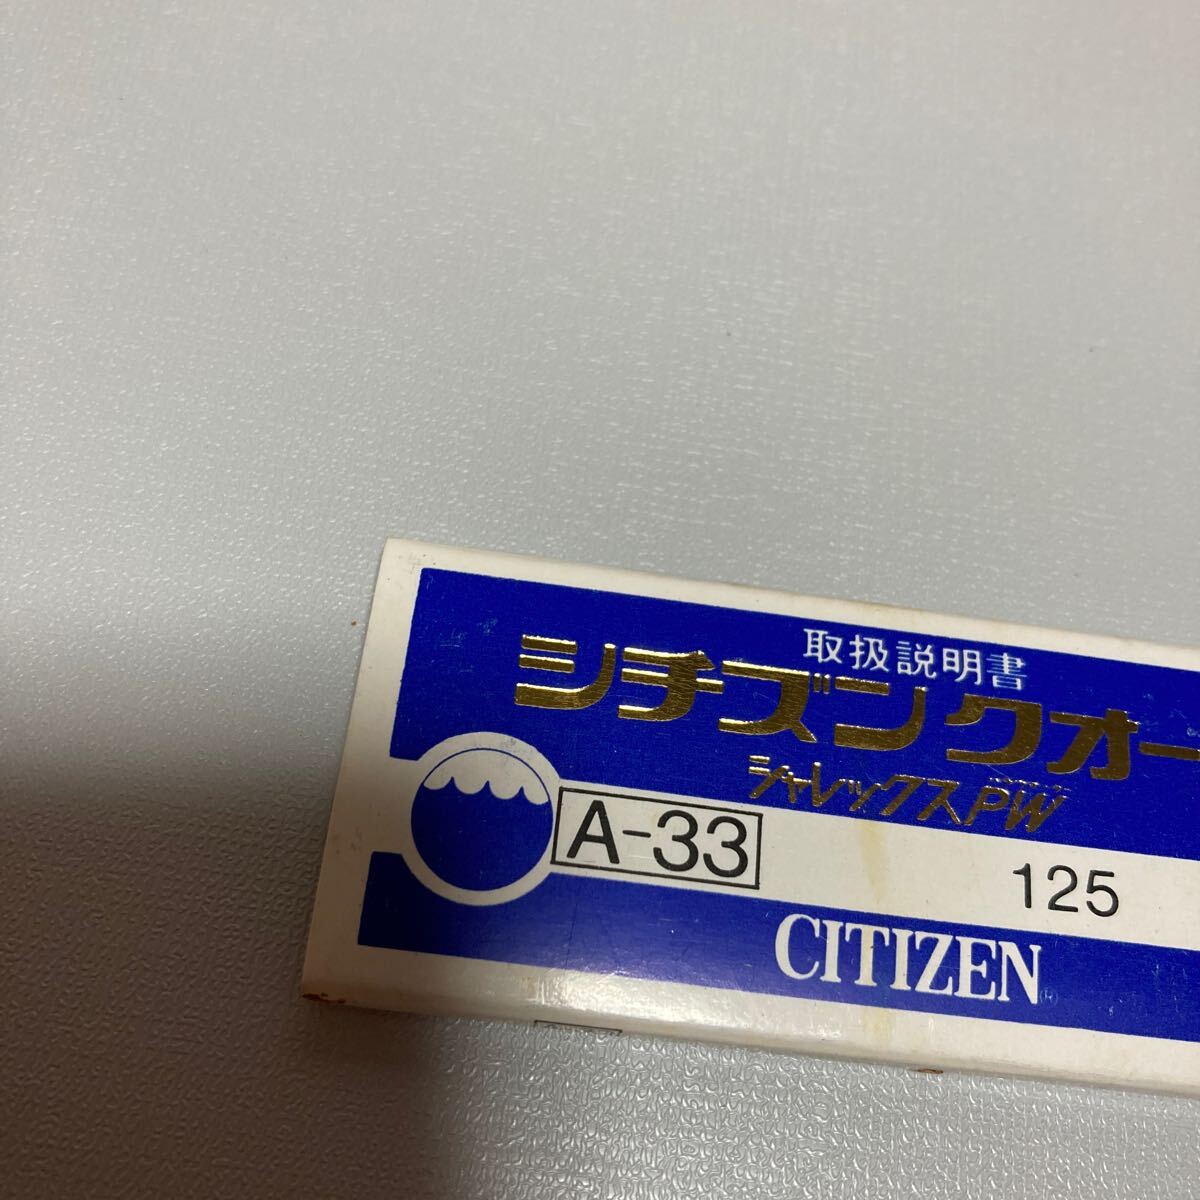 取扱説明書
シチズンクオー
シャレックスPW
A-33
125
CITIZEN